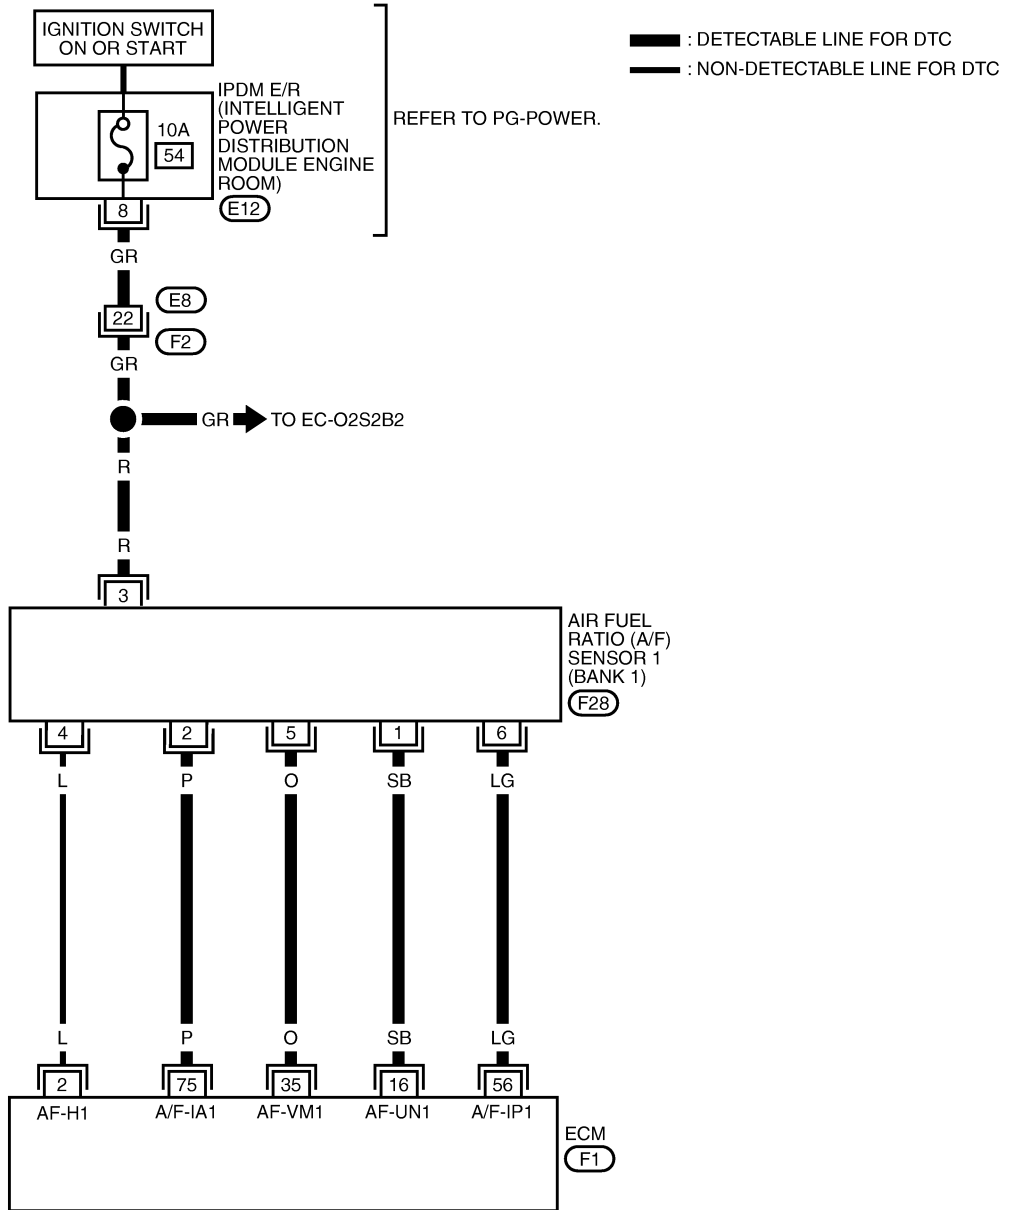 IGNITION SWITCH
ON OR START
: DETECTABLE LINE FOR DTC
: NON-DETECTABLE LINE FOR DTC
IPDM E/R
(INTELLIGENT
POWER
DISTRIBUTION
MODULE ENGINE
ROOM)
E12
10A
54
REFER TO PG-POWER.
8
GR
E8
22
F2
GR
GR TO EC-O2S2B2
R
R
3
AIR FUEL
RATIO (A/F)
SENSOR 1
(BANK 1)
F28
4 2 5 1 6
L P O SB LG
L P O SB LG
2 75 35 16 56
AF-H1 A/F-IA1 AF-VM1 AF-UN1 A/F-IP1
ECM
F1